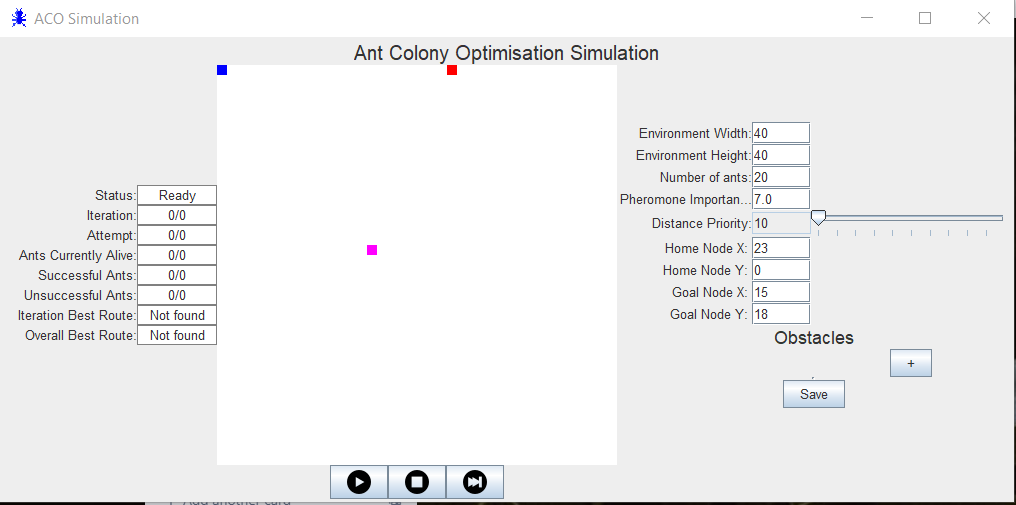 ACO Simulation
Ant Colony Optimisation Simulation
Status: Ready
Iteration: 0/0
Attempt: 0/0
Ants Currently Alive: 0/0
Successful Ants: 0/0
Unsuccessful Ants: 0/0
Iteration Best Route: Not found
Overall Best Route: Not found
Environment Width: 40
Environment Height: 40
Number of ants: 20
Pheromone Importan... 7.0
Distance Priority: 10
Home Node X: 23
Home Node Y: 0
Goal Node X: 15
Goal Node Y: 18
Obstacles
+
Save
Add another card